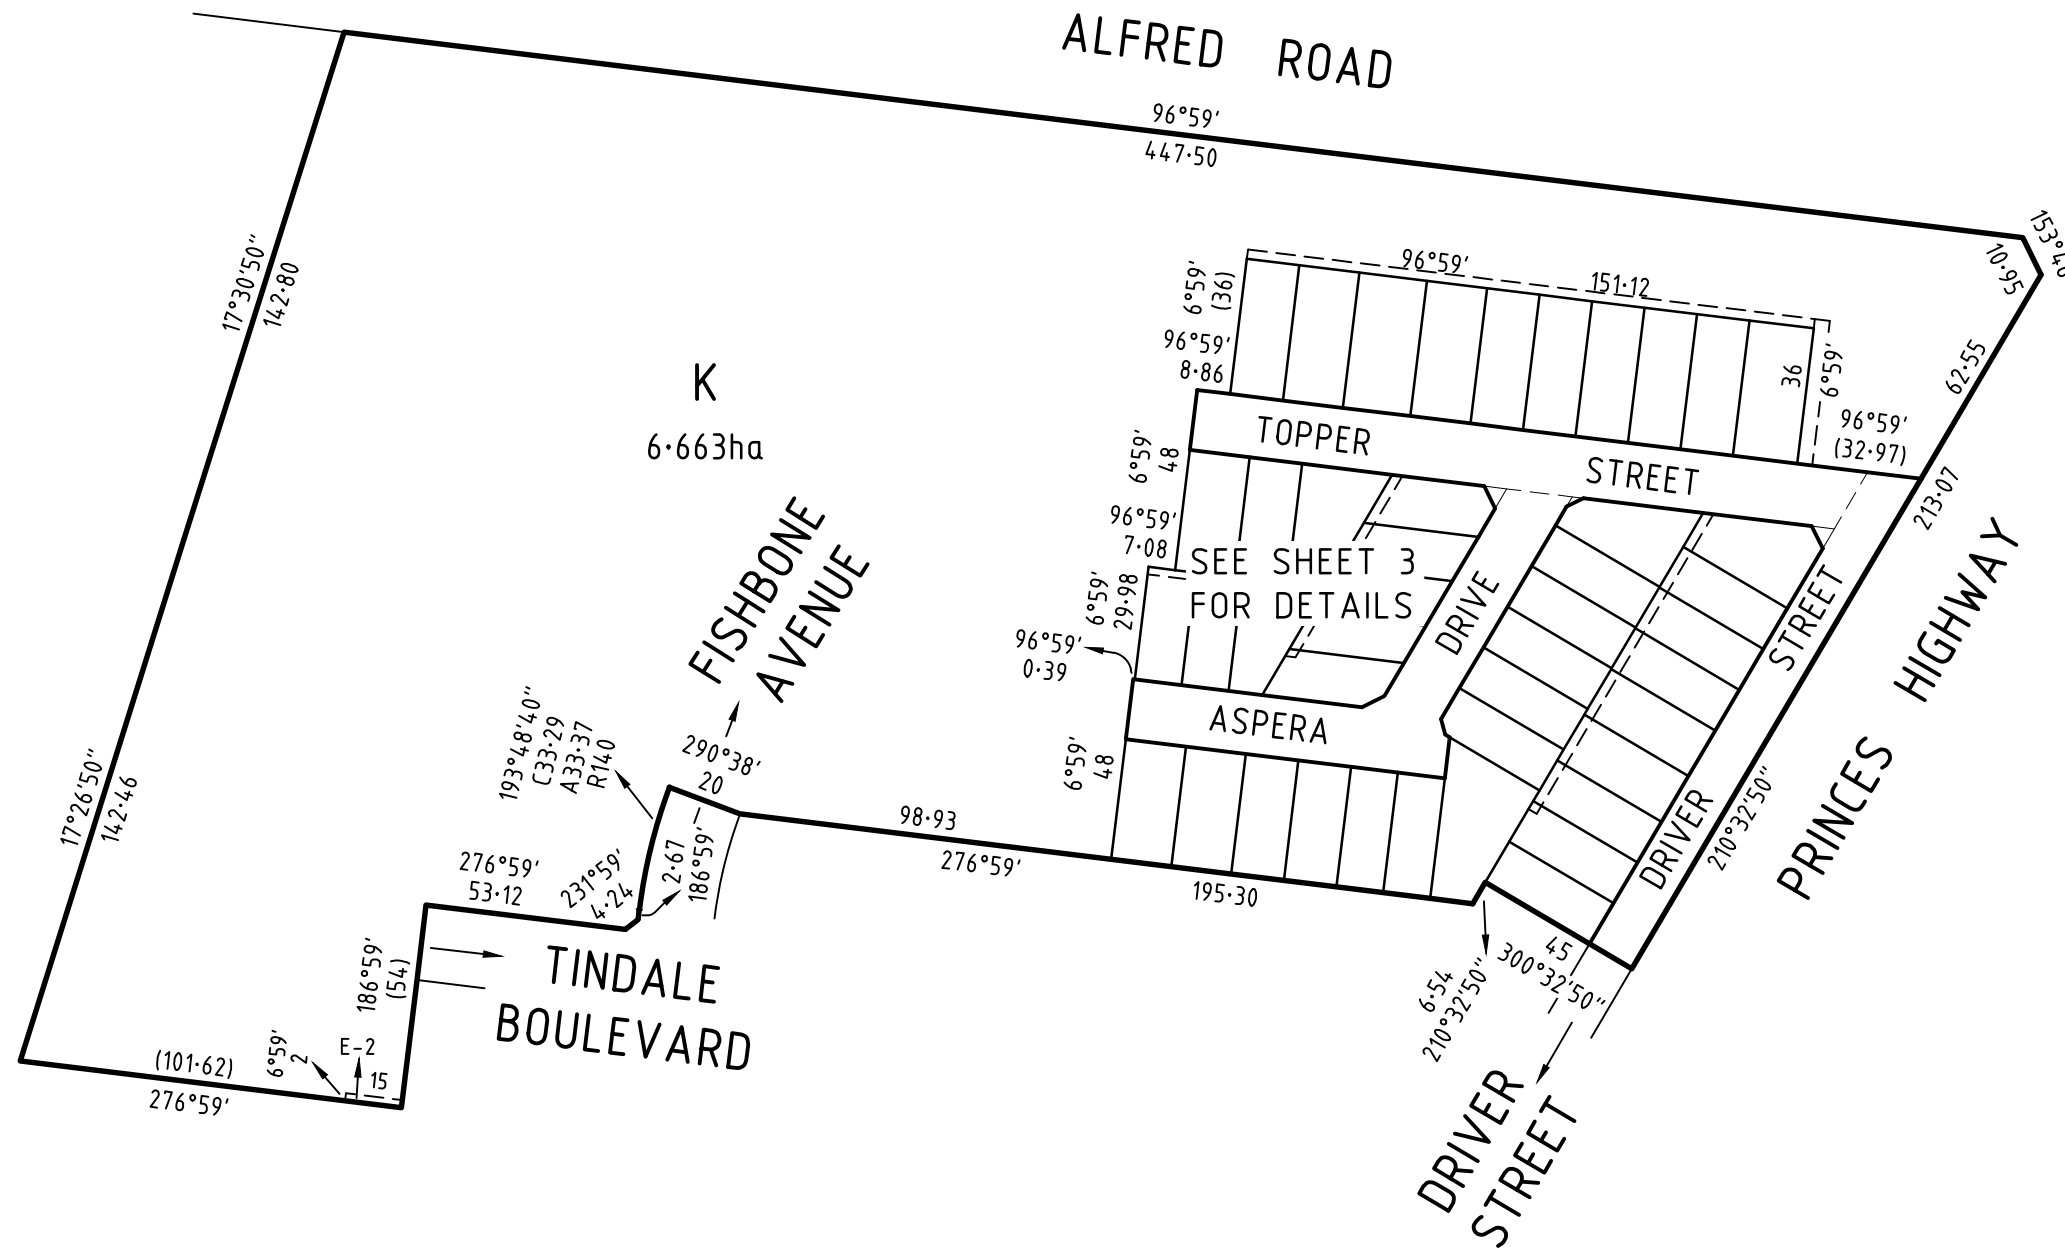 ALFRED ROAD
96°59'
447·50
153°4
10·95
17°30'50"
142·80
96°59'
151·12
6°59'
(36)
96°59'
8·86
36
6°59'
62·55
96°59'
(32·97)
K
6·663ha
TOPPER STREET
6°59'
48
213·07
96°59'
7·08
SEE SHEET 3
FOR DETAILS
6°59'
29·98
DRIVE
STREET
PRINCES HIGHWAY
FISHBONE
AVENUE
96°59'
0·39
ASPERA
193°48'40"
C33·29
A33·37
R140
290°38'
20
6°59'
48
17°26'50"
142·46
98·93
276°59'
DRIVER
210°32'50"
276°59'
53·12
231°59'
4·24
2·67
186°59'
195·30
186°59'
(54)
TINDALE
BOULEVARD
45
300°32'50"
6·54
210°32'50"
(101·62)
276°59'
6°59'
2
E-2
15
DRIVER
STREET